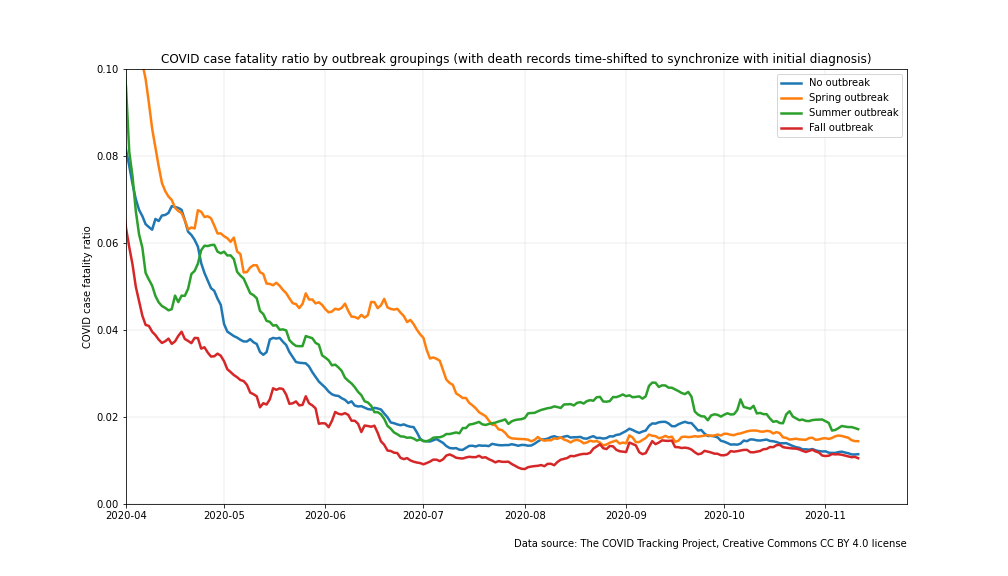 COVID case fatality ratio by outbreak groupings (with death records time-shifted to synchronize with initial diagnosis)
No outbreak
Spring outbreak
Summer outbreak
Fall outbreak
COVID case fatality ratio
0.10
0.08
0.06
0.04
0.02
0.00
2020-04
2020-05
2020-06
2020-07
2020-08
2020-09
2020-10
2020-11
Data source: The COVID Tracking Project, Creative Commons CC BY 4.0 license